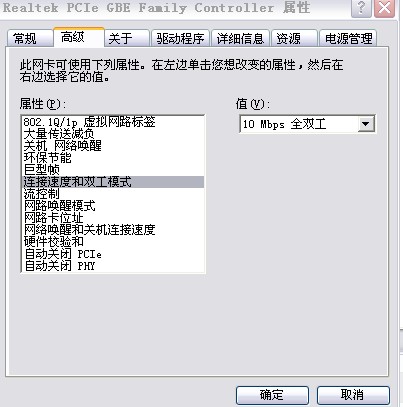 Realtek PCIe GBE Family Controller 属性
常规 高级 关于 驱动程序 详细信息 资源 电源管理
此网卡可使用下列属性。在左边单击您想改变的属性，然后在
右边选择它的值。
属性(P): 值(V):
802.1Q/1p 虚拟网路标签
大量传送减负
关机 网络唤醒
环保节能
巨型帧
连接速度和双工模式
流控制
网路唤醒模式
网路卡位址
网络唤醒和关机连接速度
硬件校验和
自动关闭 PCIe
自动关闭 PHY
10 Mbps 全双工
确定 取消